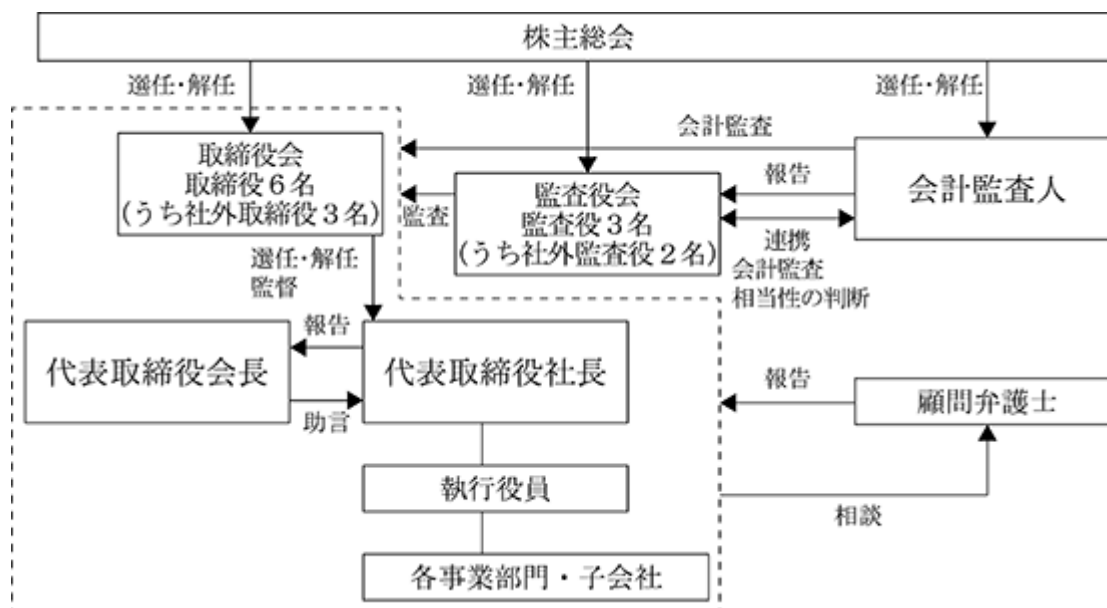 株主総会
選任・解任
選任・解任
選任・解任
会計監査
取締役会
取締役6名
(うち社外取締役3名)
監査
監査役会
監査役3名
(うち社外監査役2名)
報告
会計監査人
連携
会計監査
相当性の判断
選任・解任
監督
代表取締役会長
報告
助言
代表取締役社長
報告
顧問弁護士
相談
執行役員
各事業部門・子会社